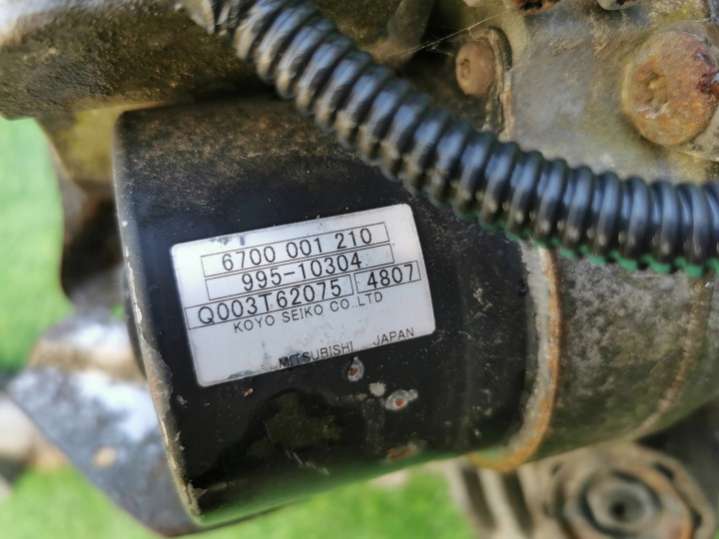 6700 001 210
995-10304
Q003T62075 4807
KOYO SEIKO CO.,LTD
MITSUBISHI JAPAN